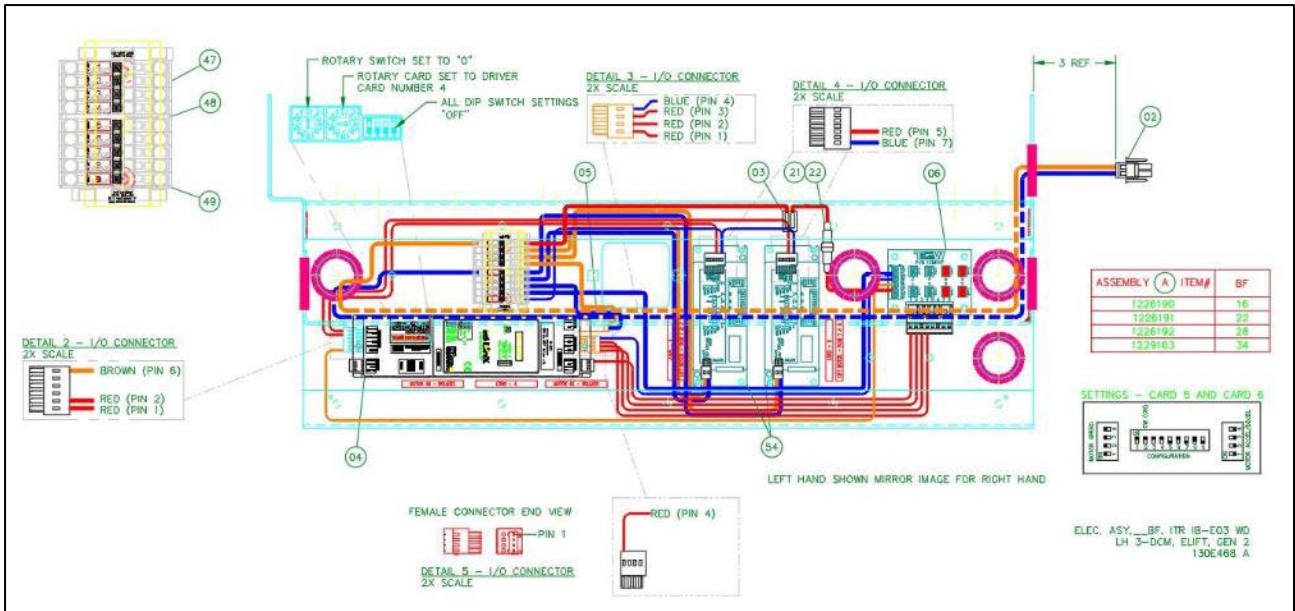 47
48
49
ROTARY SWITCH SET TO "0"
ROTARY CARD SET TO DRIVER
CARD NUMBER 4
ALL DIP SWITCH SETTINGS
"OFF"
DETAIL 3 - I/O CONNECTOR
2X SCALE
BLUE (PIN 4)
RED (PIN 3)
RED (PIN 2)
RED (PIN 1)
DETAIL 4 - I/O CONNECTOR
2X SCALE
RED (PIN 5)
BLUE (PIN 7)
3 REF
02
05
03
21
22
06
ASSEMBLY A ITEM# BF
1226190 16
1226191 22
1226192 28
1229163 34
DETAIL 2 - I/O CONNECTOR
2X SCALE
BROWN (PIN 6)
RED (PIN 2)
RED (PIN 1)
04
54
SETTINGS - CARD 5 AND CARD 6
MOTOR SPEED
CONFIGURATION
MOTOR ACCEL/DECEL
LEFT HAND SHOWN MIRROR IMAGE FOR RIGHT HAND
FEMALE CONNECTOR END VIEW
PIN 1
DETAIL 5 - I/O CONNECTOR
2X SCALE
RED (PIN 4)
ELEC. ASY,__BF, ITR IB-E03 WD
LH 3-DCM, ELIFT, GEN 2
130E468 A